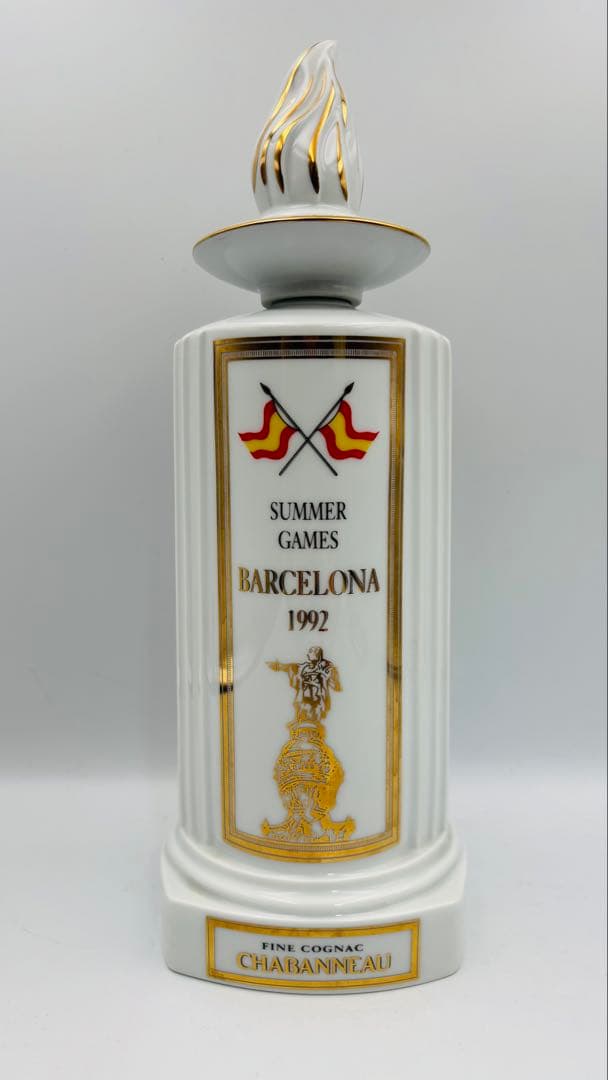 SUMMER
GAMES
BARCELONA
1992
FINE COGNAC
CHABANNEAU